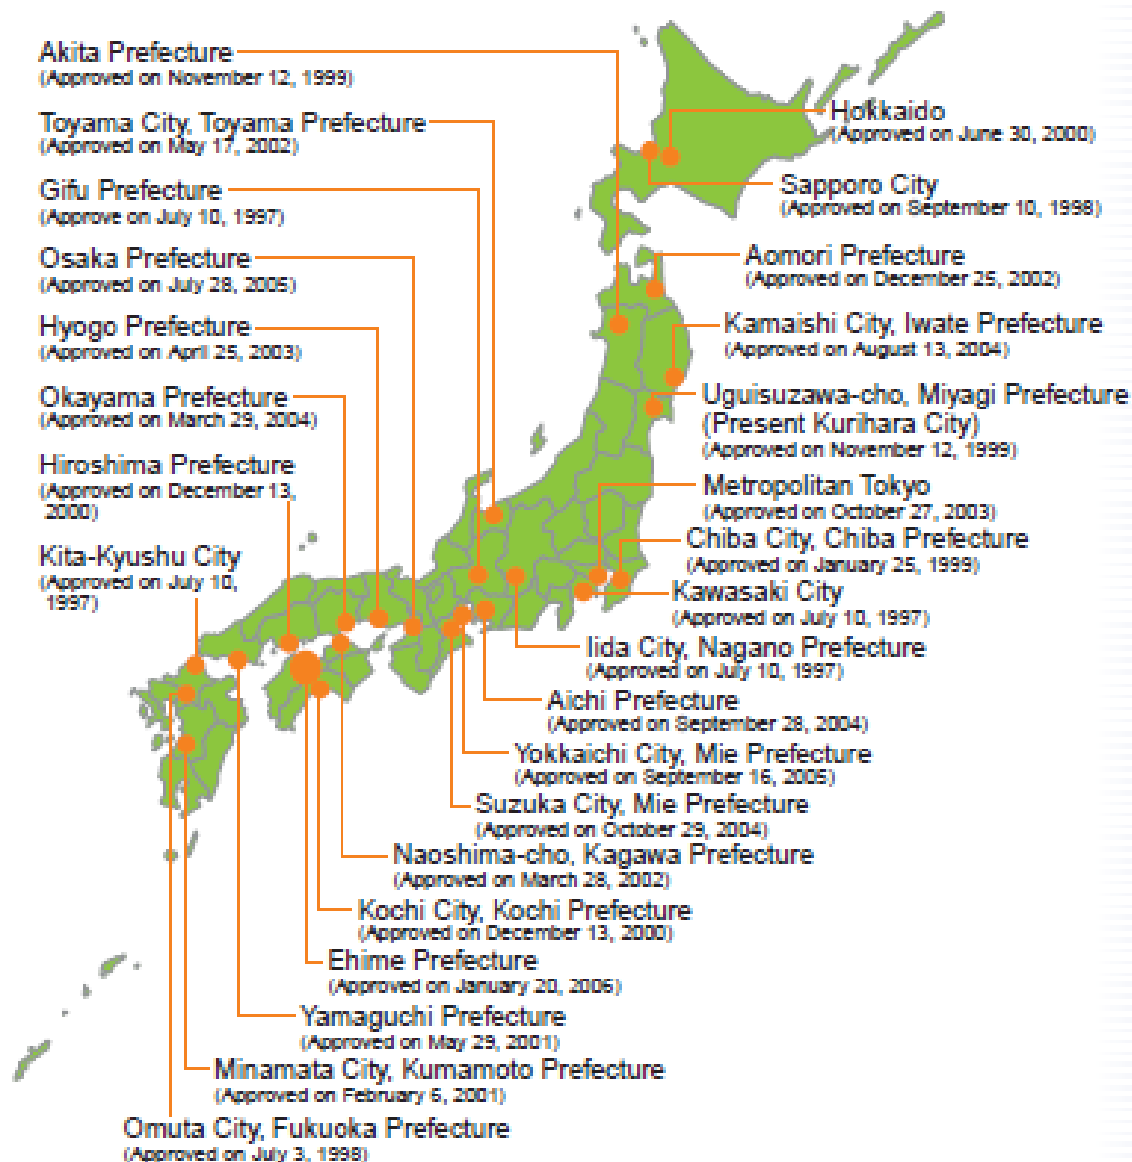 Akita Prefecture
(Approved on November 12, 1999)
Toyama City, Toyama Prefecture
(Approved on May 17, 2002)
Gifu Prefecture
(Approve on July 10, 1997)
Osaka Prefecture
(Approved on July 28, 2005)
Hyogo Prefecture
(Approved on April 25, 2003)
Okayama Prefecture
(Approved on March 29, 2004)
Hiroshima Prefecture
(Approved on December 13,
2000)
Kita-Kyushu City
(Approved on July 10,
1997)
Hokkaido
(Approved on June 30, 2000)
Sapporo City
(Approved on September 10, 1998)
Aomori Prefecture
(Approved on December 25, 2002)
Kamaishi City, Iwate Prefecture
(Approved on August 13, 2004)
Uguisuzawa-cho, Miyagi Prefecture
(Present Kurihara City)
(Approved on November 12, 1999)
Metropolitan Tokyo
(Approved on October 27, 2003)
Chiba City, Chiba Prefecture
(Approved on January 25, 1999)
Kawasaki City
(Approved on July 10, 1997)
Iida City, Nagano Prefecture
(Approved on July 10, 1997)
Aichi Prefecture
(Approved on September 28, 2004)
Yokkaichi City, Mie Prefecture
(Approved on September 16, 2005)
Suzuka City, Mie Prefecture
(Approved on October 29, 2004)
Naoshima-cho, Kagawa Prefecture
(Approved on March 28, 2002)
Kochi City, Kochi Prefecture
(Approved on December 13, 2000)
Ehime Prefecture
(Approved on January 20, 2006)
Yamaguchi Prefecture
(Approved on May 29, 2001)
Minamata City, Kumamoto Prefecture
(Approved on February 6, 2001)
Omuta City, Fukuoka Prefecture
(Approved on July 3, 1998)